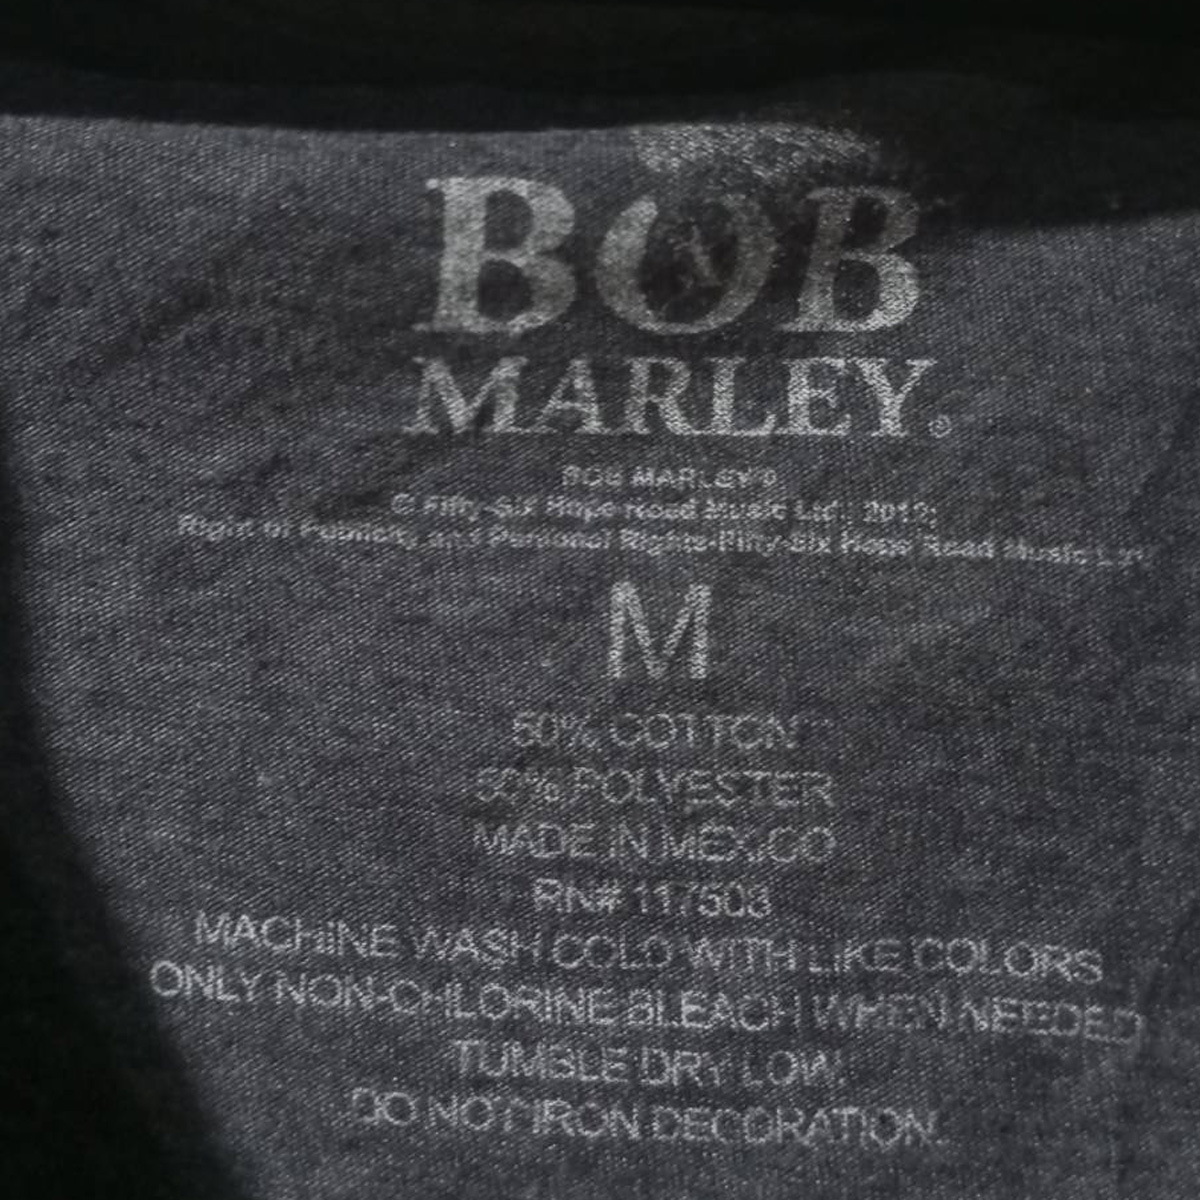 BOB
MARLEY®
BOB MARLEY®
© Fifty-Six Hope Road Music Ltd.,
Right of Publicity and Personal Rights-Fifty-Six Hope Road Music Ltd.
M
50% COTTON
50% POLYESTER
MADE IN MEXICO
RN# 117503
MACHINE WASH COLD WITH LIKE COLORS
ONLY NON-CHLORINE BLEACH WHEN NEEDED
TUMBLE DRY LOW.
DO NOT IRON DECORATION.